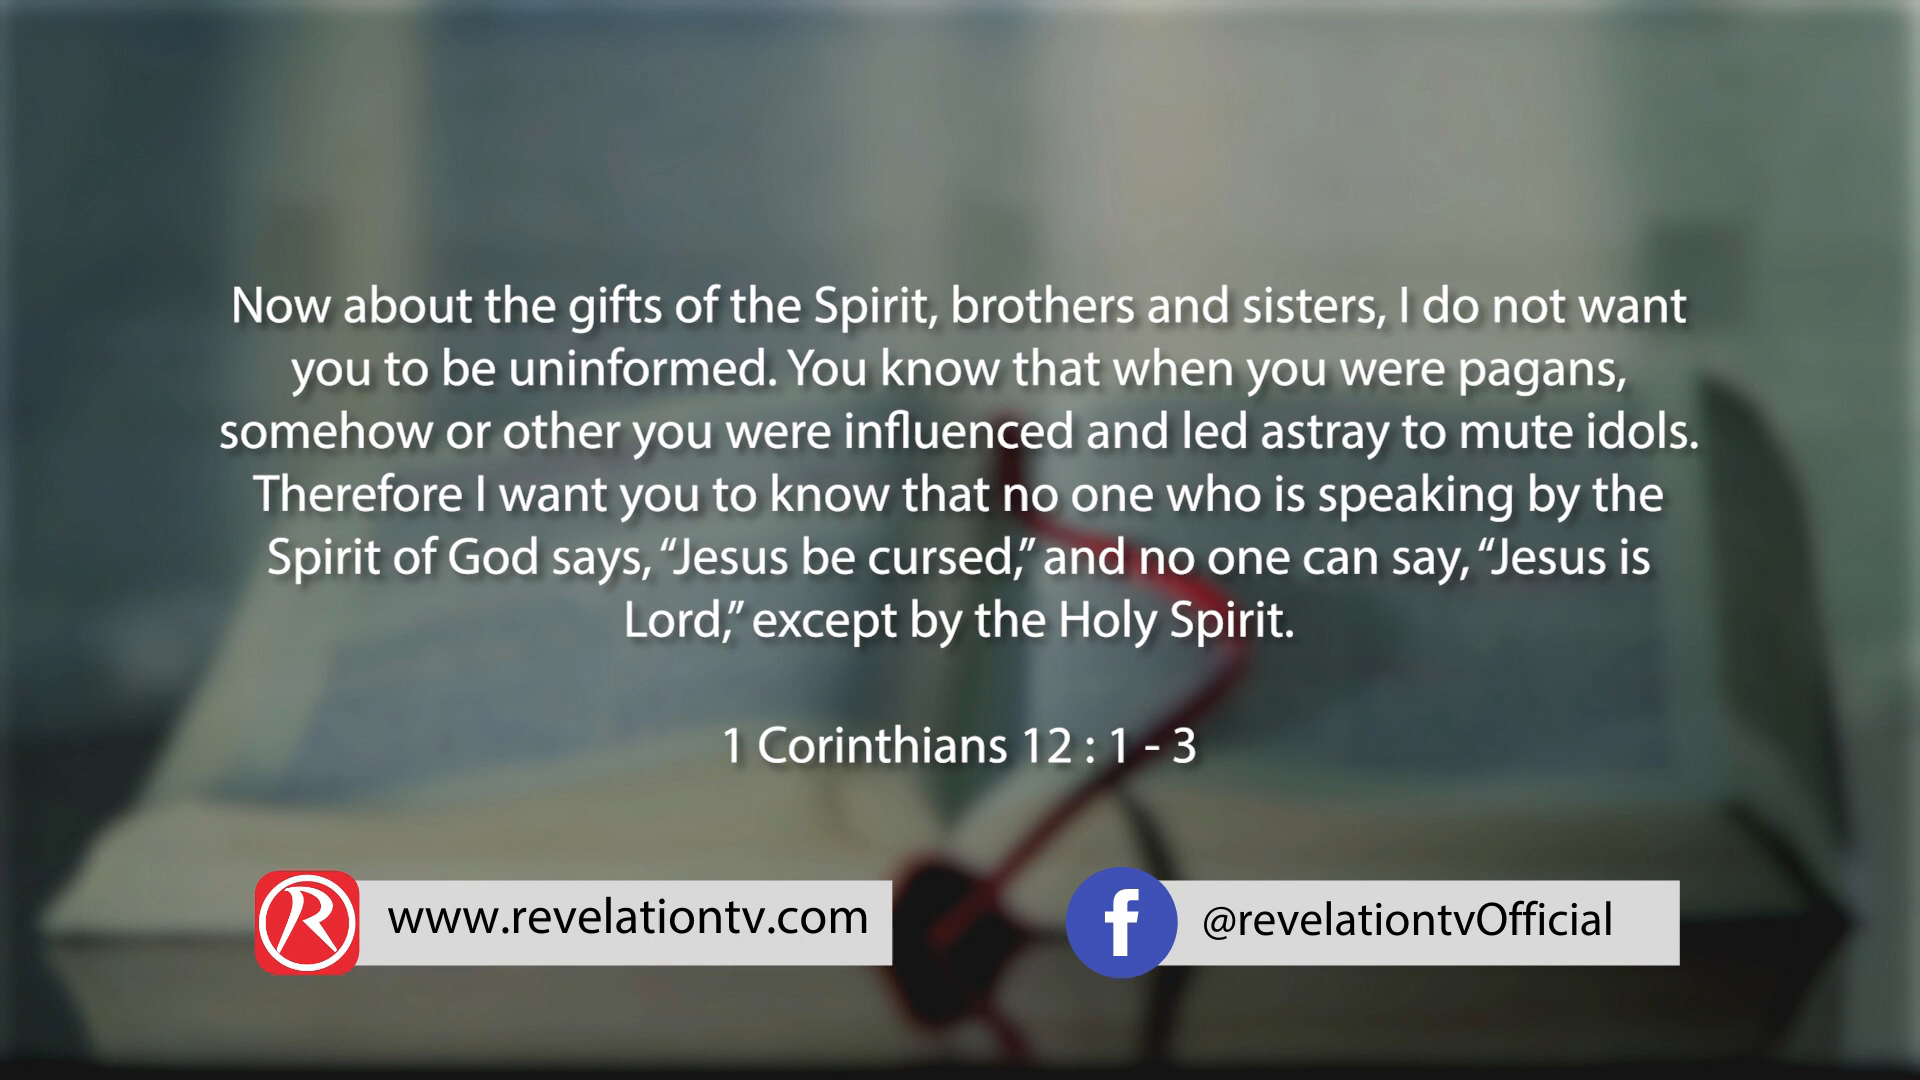 Now about the gifts of the Spirit, brothers and sisters, I do not want
you to be uninformed. You know that when you were pagans,
somehow or other you were influenced and led astray to mute idols.
Therefore I want you to know that no one who is speaking by the
Spirit of God says, “Jesus be cursed,” and no one can say, “Jesus is
Lord,” except by the Holy Spirit.
1 Corinthians 12 : 1 - 3
www.revelationtv.com
@revelationtvOfficial